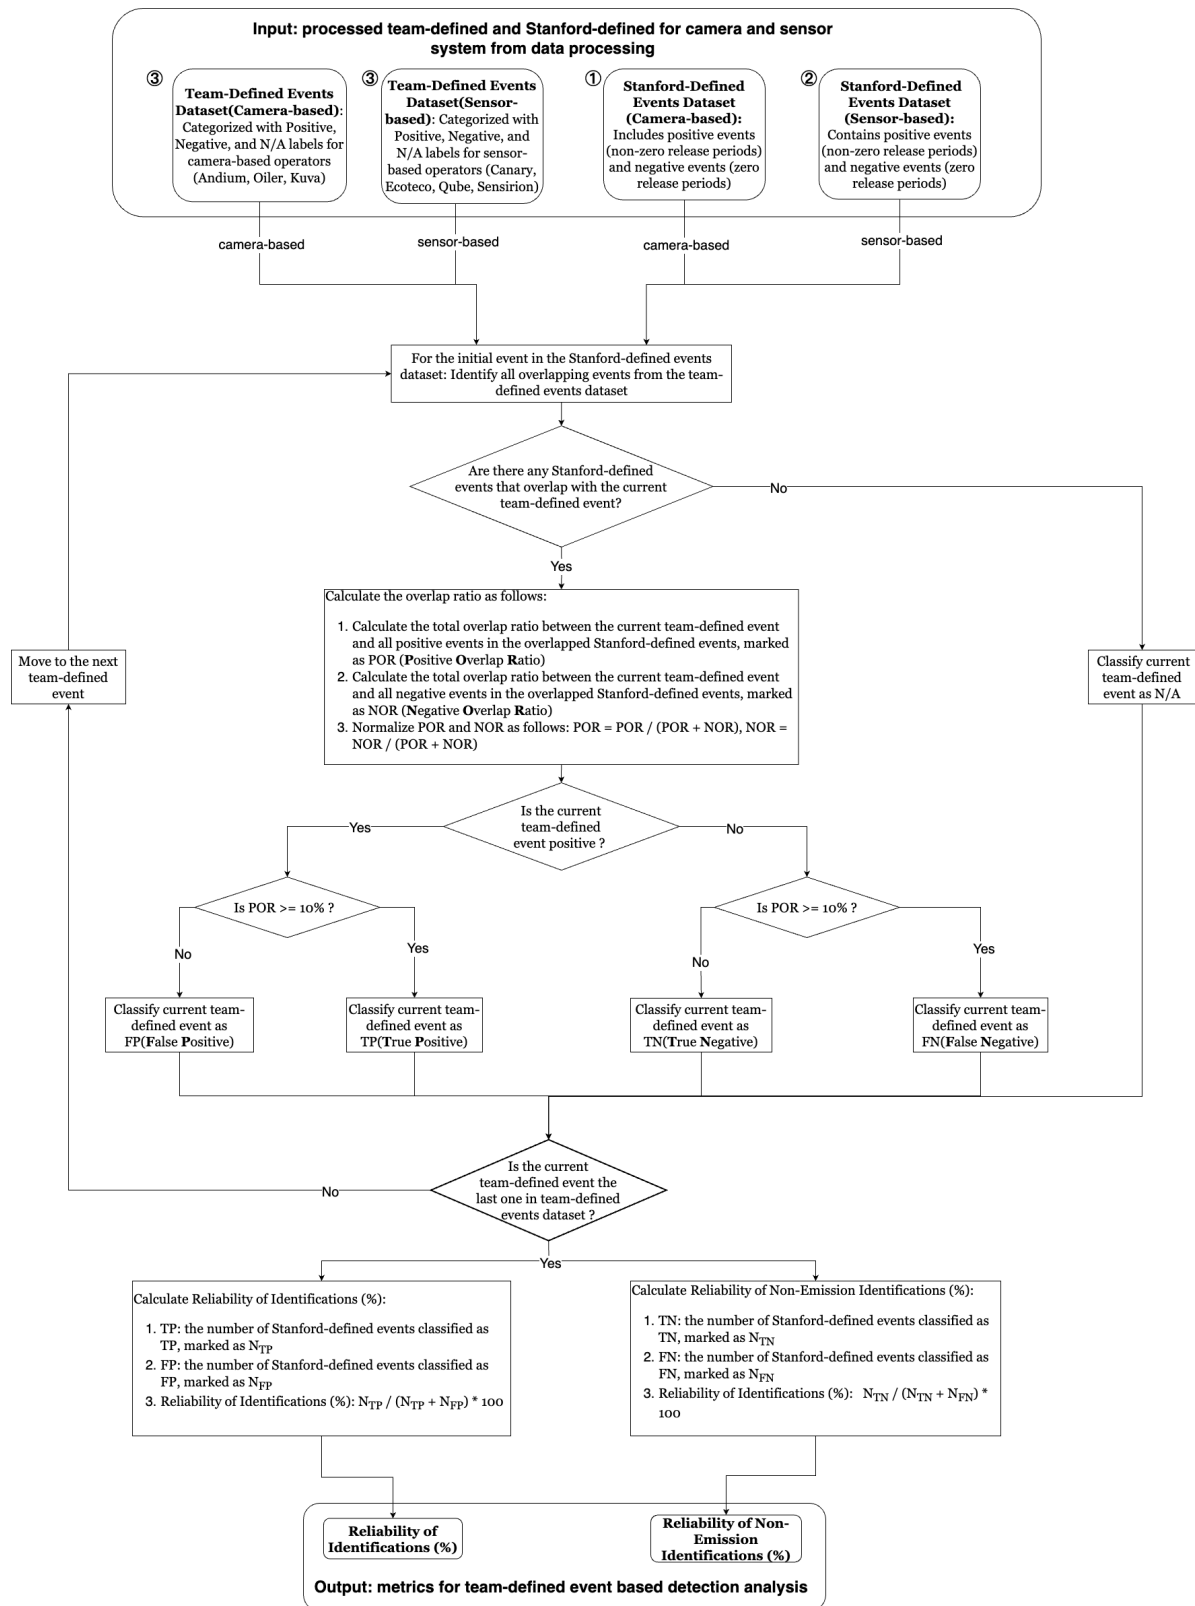 Input: processed team-defined and Stanford-defined for camera and sensor
system from data processing
③
Team-Defined Events
Dataset(Camera-based):
Categorized with Positive,
Negative, and N/A labels for
camera-based operators
(Andium, Oiler, Kuva)
③
Team-Defined Events
Dataset(Sensor-
based): Categorized with
Positive, Negative, and
N/A labels for sensor-
based operators (Canary,
Ecoteco, Qube, Sensirion)
①
Stanford-Defined
Events Dataset
(Camera-based):
Includes positive events
(non-zero release periods)
and negative events (zero
release periods)
②
Stanford-Defined
Events Dataset
(Sensor-based):
Contains positive events
(non-zero release periods)
and negative events (zero
release periods)
camera-based
sensor-based
camera-based
sensor-based
For the initial event in the Stanford-defined events
dataset: Identify all overlapping events from the team-
defined events dataset
Are there any Stanford-defined
events that overlap with the current
team-defined event?
No
Yes
Calculate the overlap ratio as follows:
1. Calculate the total overlap ratio between the current team-defined event
and all positive events in the overlapped Stanford-defined events, marked
as POR (Positive Overlap Ratio)
2. Calculate the total overlap ratio between the current team-defined event
and all negative events in the overlapped Stanford-defined events, marked
as NOR (Negative Overlap Ratio)
3. Normalize POR and NOR as follows: POR = POR / (POR + NOR), NOR =
NOR / (POR + NOR)
Move to the next
team-defined
event
Classify current
team-defined
event as N/A
Is the current
team-defined
event positive ?
Yes
No
Is POR >= 10% ?
Is POR >= 10% ?
No
Yes
No
Yes
Classify current team-
defined event as
FP(False Positive)
Classify current team-
defined event as
TP(True Positive)
Classify current team-
defined event as
TN(True Negative)
Classify current team-
defined event as
FN(False Negative)
Is the current
team-defined event the
last one in team-defined
events dataset ?
No
Yes
Calculate Reliability of Identifications (%):
1. TP: the number of Stanford-defined events classified as
TP, marked as NTP
2. FP: the number of Stanford-defined events classified as
FP, marked as NFP
3. Reliability of Identifications (%): NTP / (NTP + NFP) * 100
Calculate Reliability of Non-Emission Identifications (%):
1. TN: the number of Stanford-defined events classified as
TN, marked as NTN
2. FN: the number of Stanford-defined events classified as
FN, marked as NFN
3. Reliability of Identifications (%): NTN / (NTN + NFN) *
100
Reliability of
Identifications (%)
Reliability of Non-
Emission
Identifications (%)
Output: metrics for team-defined event based detection analysis